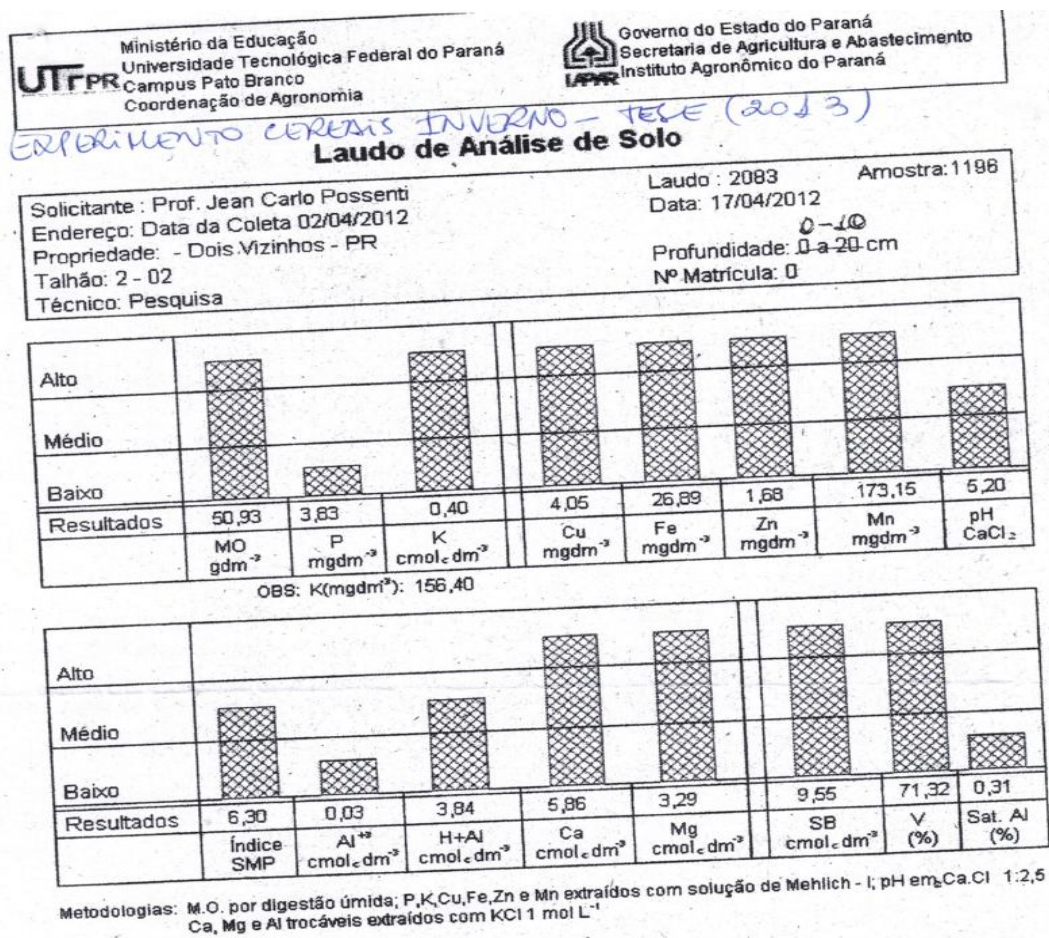 UTFPR
Ministério da Educação
Universidade Tecnológica Federal do Paraná
Campus Pato Branco
Coordenação de Agronomia
IAPAR
Governo do Estado do Paraná
Secretaria de Agricultura e Abastecimento
Instituto Agronômico do Paraná
EXPERIMENTO CEREAIS INVERNO - TESE (2013)
Laudo de Análise de Solo
Solicitante : Prof. Jean Carlo Possenti
Endereço: Data da Coleta 02/04/2012
Propriedade: - Dois Vizinhos - PR
Talhão: 2 - 02
Técnico: Pesquisa
Laudo : 2083 Amostra:1196
Data: 17/04/2012
0-10
Profundidade: 0 a 20 cm
Nº Matrícula: 0
Alto
Médio
Baixo
Resultados 50,93 3,83 0,40 4,05 26,89 1,68 173,15 5,20
MO P K Cu Fe Zn Mn pH
gdm⁻³ mgdm⁻³ cmolcdm⁻³ mgdm⁻³ mgdm⁻³ mgdm⁻³ mgdm⁻³ CaCl₂
OBS: K(mgdm³): 156,40
Alto
Médio
Baixo
Resultados 6,30 0,03 3,84 5,86 3,29 9,55 71,32 0,31
Índice Al⁺³ H+Al Ca Mg SB V Sat. Al
SMP cmolcdm⁻³ cmolcdm⁻³ cmolcdm⁻³ cmolcdm⁻³ cmolcdm⁻³ (%) (%)
Metodologias: M.O. por digestão úmida; P,K,Cu,Fe,Zn e Mn extraídos com solução de Mehlich - I; pH em Ca.Cl₂ 1:2,5
Ca, Mg e Al trocáveis extraídos com KCl 1 mol L⁻¹